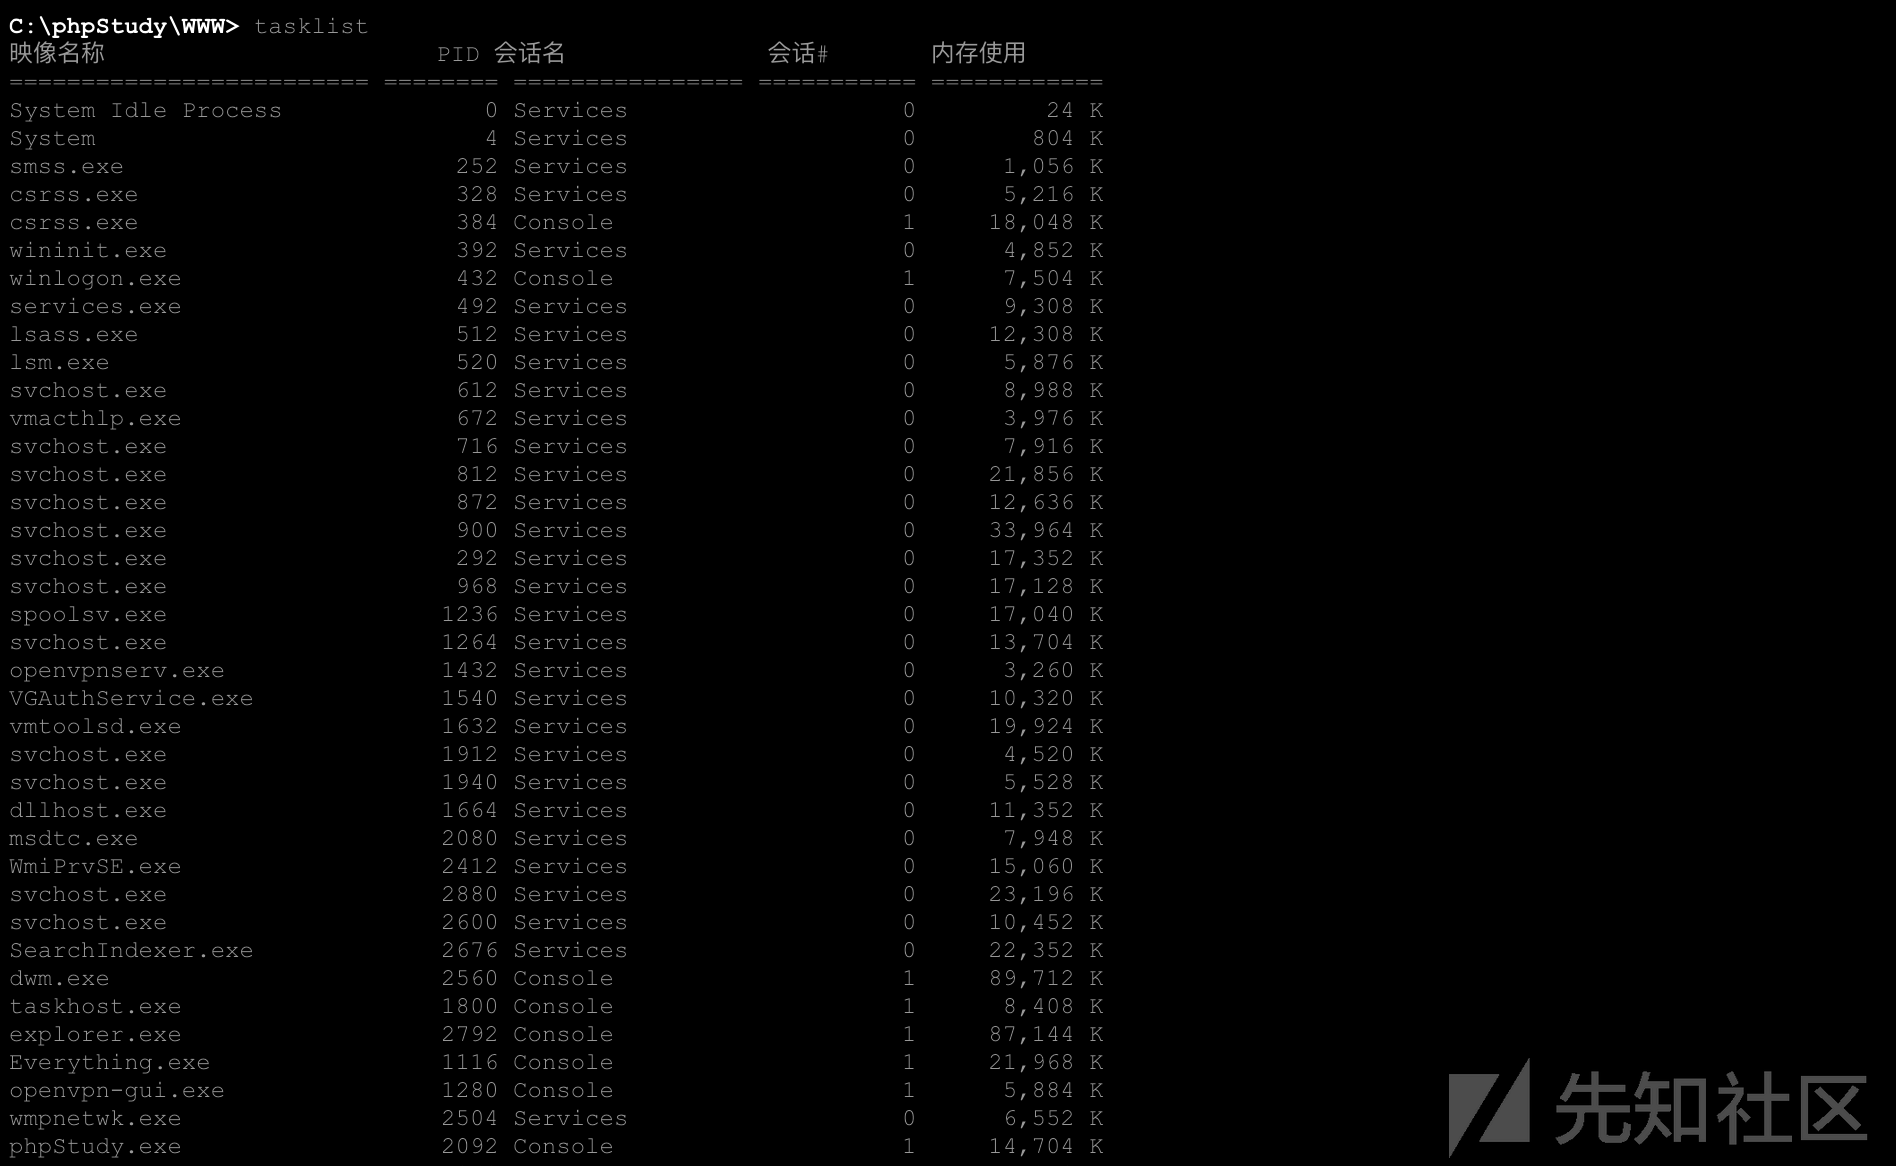 C:\phpStudy\WWW> tasklist
映像名称                       PID 会话名              会话#       内存使用
========================= ======== ================ =========== ============
System Idle Process              0 Services                   0         24 K
System                           4 Services                   0        804 K
smss.exe                       252 Services                   0      1,056 K
csrss.exe                      328 Services                   0      5,216 K
csrss.exe                      384 Console                    1     18,048 K
wininit.exe                    392 Services                   0      4,852 K
winlogon.exe                   432 Console                    1      7,504 K
services.exe                   492 Services                   0      9,308 K
lsass.exe                      512 Services                   0     12,308 K
lsm.exe                        520 Services                   0      5,876 K
svchost.exe                    612 Services                   0      8,988 K
vmacthlp.exe                   672 Services                   0      3,976 K
svchost.exe                    716 Services                   0      7,916 K
svchost.exe                    812 Services                   0     21,856 K
svchost.exe                    872 Services                   0     12,636 K
svchost.exe                    900 Services                   0     33,964 K
svchost.exe                    292 Services                   0     17,352 K
svchost.exe                    968 Services                   0     17,128 K
spoolsv.exe                   1236 Services                   0     17,040 K
svchost.exe                   1264 Services                   0     13,704 K
openvpnserv.exe               1432 Services                   0      3,260 K
VGAuthService.exe             1540 Services                   0     10,320 K
vmtoolsd.exe                  1632 Services                   0     19,924 K
svchost.exe                   1912 Services                   0      4,520 K
svchost.exe                   1940 Services                   0      5,528 K
dllhost.exe                   1664 Services                   0     11,352 K
msdtc.exe                     2080 Services                   0      7,948 K
WmiPrvSE.exe                  2412 Services                   0     15,060 K
svchost.exe                   2880 Services                   0     23,196 K
svchost.exe                   2600 Services                   0     10,452 K
SearchIndexer.exe             2676 Services                   0     22,352 K
dwm.exe                       2560 Console                    1     89,712 K
taskhost.exe                  1800 Console                    1      8,408 K
explorer.exe                  2792 Console                    1     87,144 K
Everything.exe                1116 Console                    1     21,968 K
openvpn-gui.exe               1280 Console                    1      5,884 K
wmpnetwk.exe                  2504 Services                   0      6,552 K
phpStudy.exe                  2092 Console                    1     14,704 K
先知社区